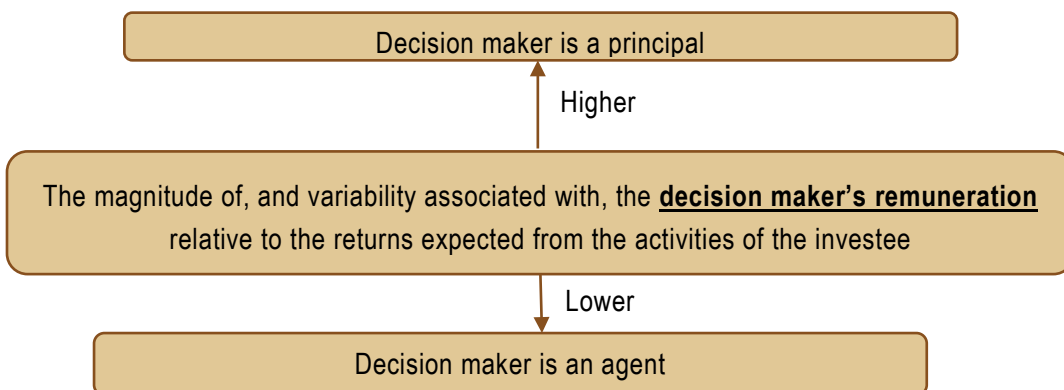 Decision maker is a principal
Higher
The magnitude of, and variability associated with, the decision maker’s remuneration
relative to the returns expected from the activities of the investee
Lower
Decision maker is an agent